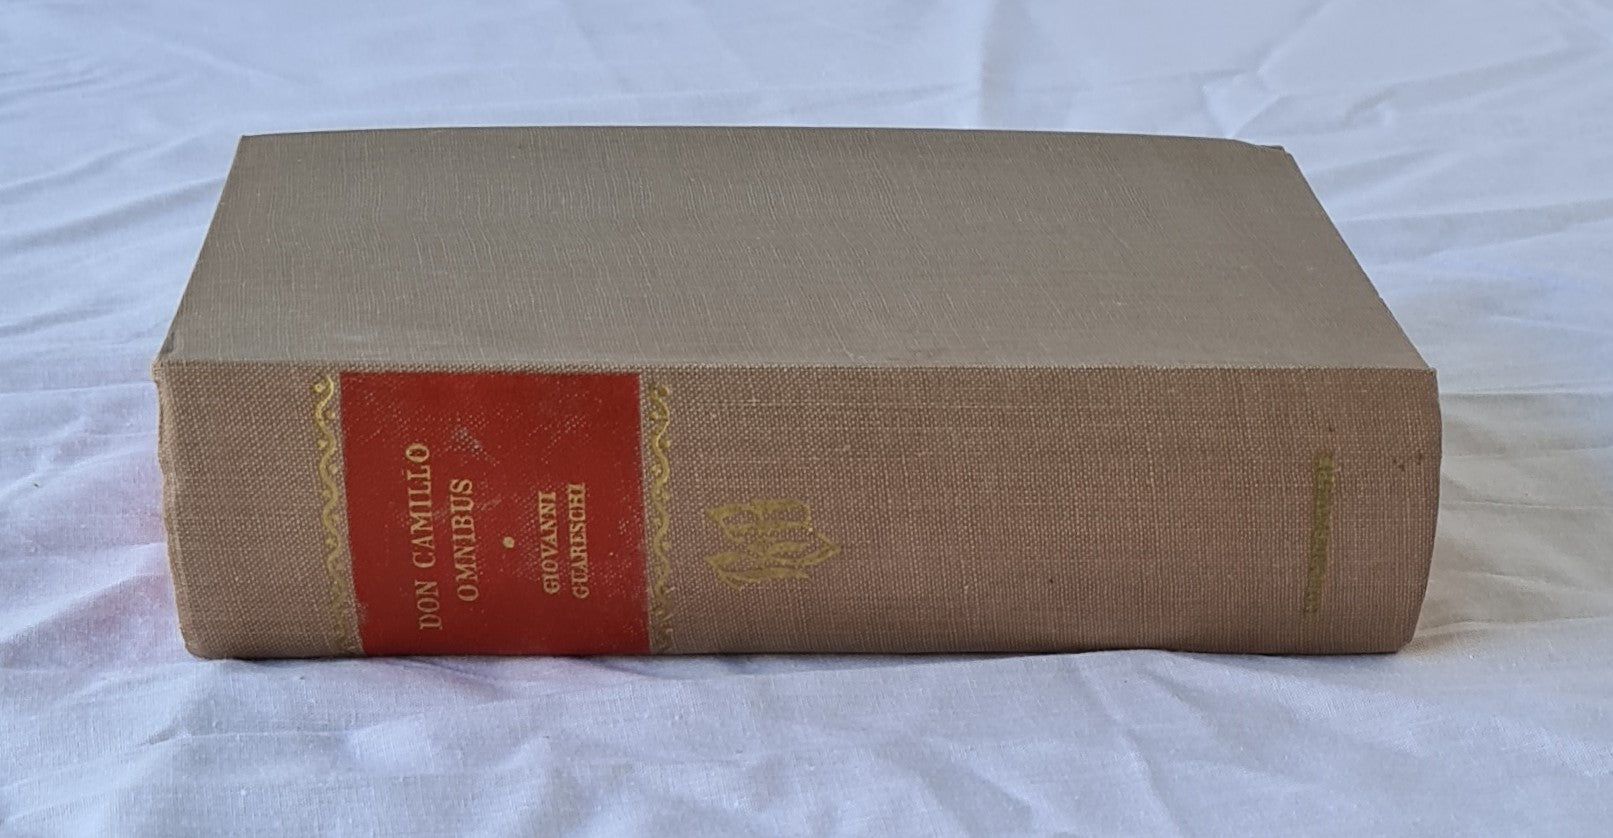 DON CAMILLO
OMNIBUS
GIOVANNI
GUARESCHI